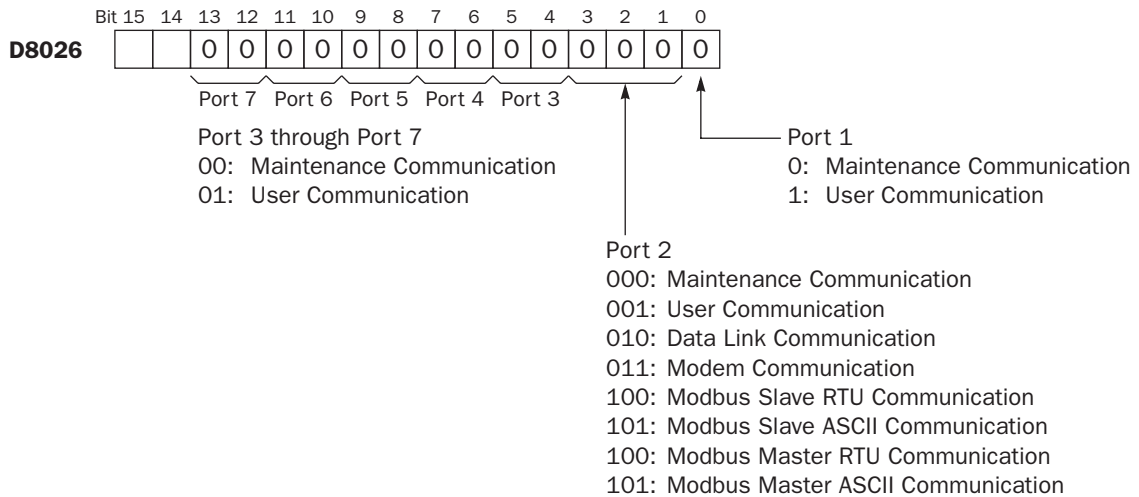 Bit 15 14 13 12 11 10 9 8 7 6 5 4 3 2 1 0
D8026 0 0 0 0 0 0 0 0 0 0 0 0 0 0
Port 7 Port 6 Port 5 Port 4 Port 3
Port 3 through Port 7
00: Maintenance Communication
01: User Communication
Port 1
0: Maintenance Communication
1: User Communication
Port 2
000: Maintenance Communication
001: User Communication
010: Data Link Communication
011: Modem Communication
100: Modbus Slave RTU Communication
101: Modbus Slave ASCII Communication
100: Modbus Master RTU Communication
101: Modbus Master ASCII Communication